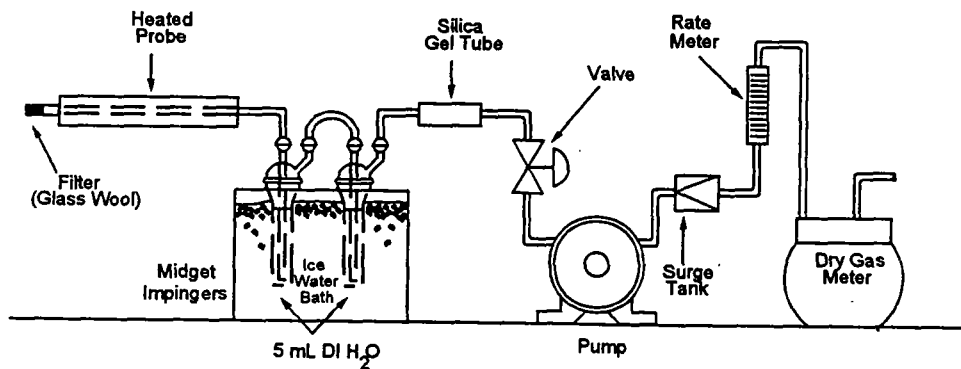 Heated
Probe
Silica
Gel Tube
Rate
Meter
Valve
Filter
(Glass Wool)
Midget
Impingers
Ice
Water
Bath
Surge
Tank
Dry Gas
Meter
5 mL DI H2O
Pump